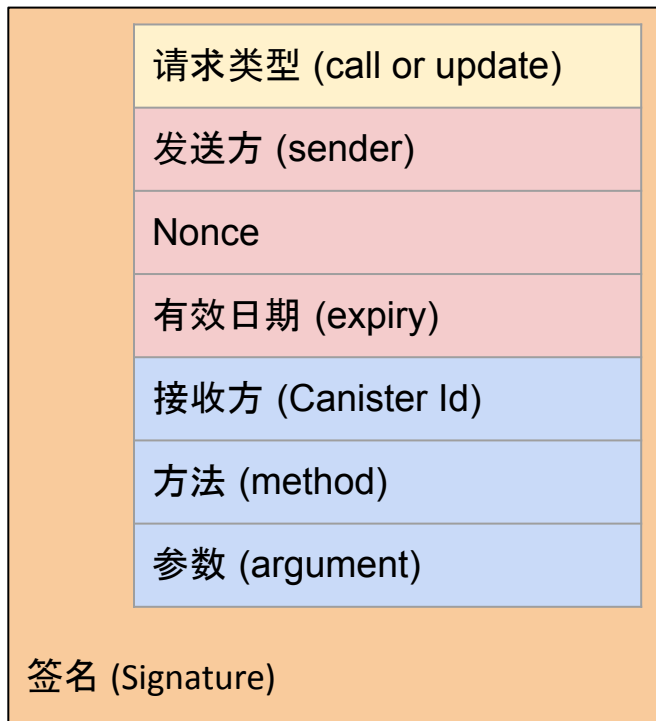 请求类型 (call or update)
发送方 (sender)
Nonce
有效日期 (expiry)
接收方 (Canister Id)
方法 (method)
参数 (argument)
签名 (Signature)